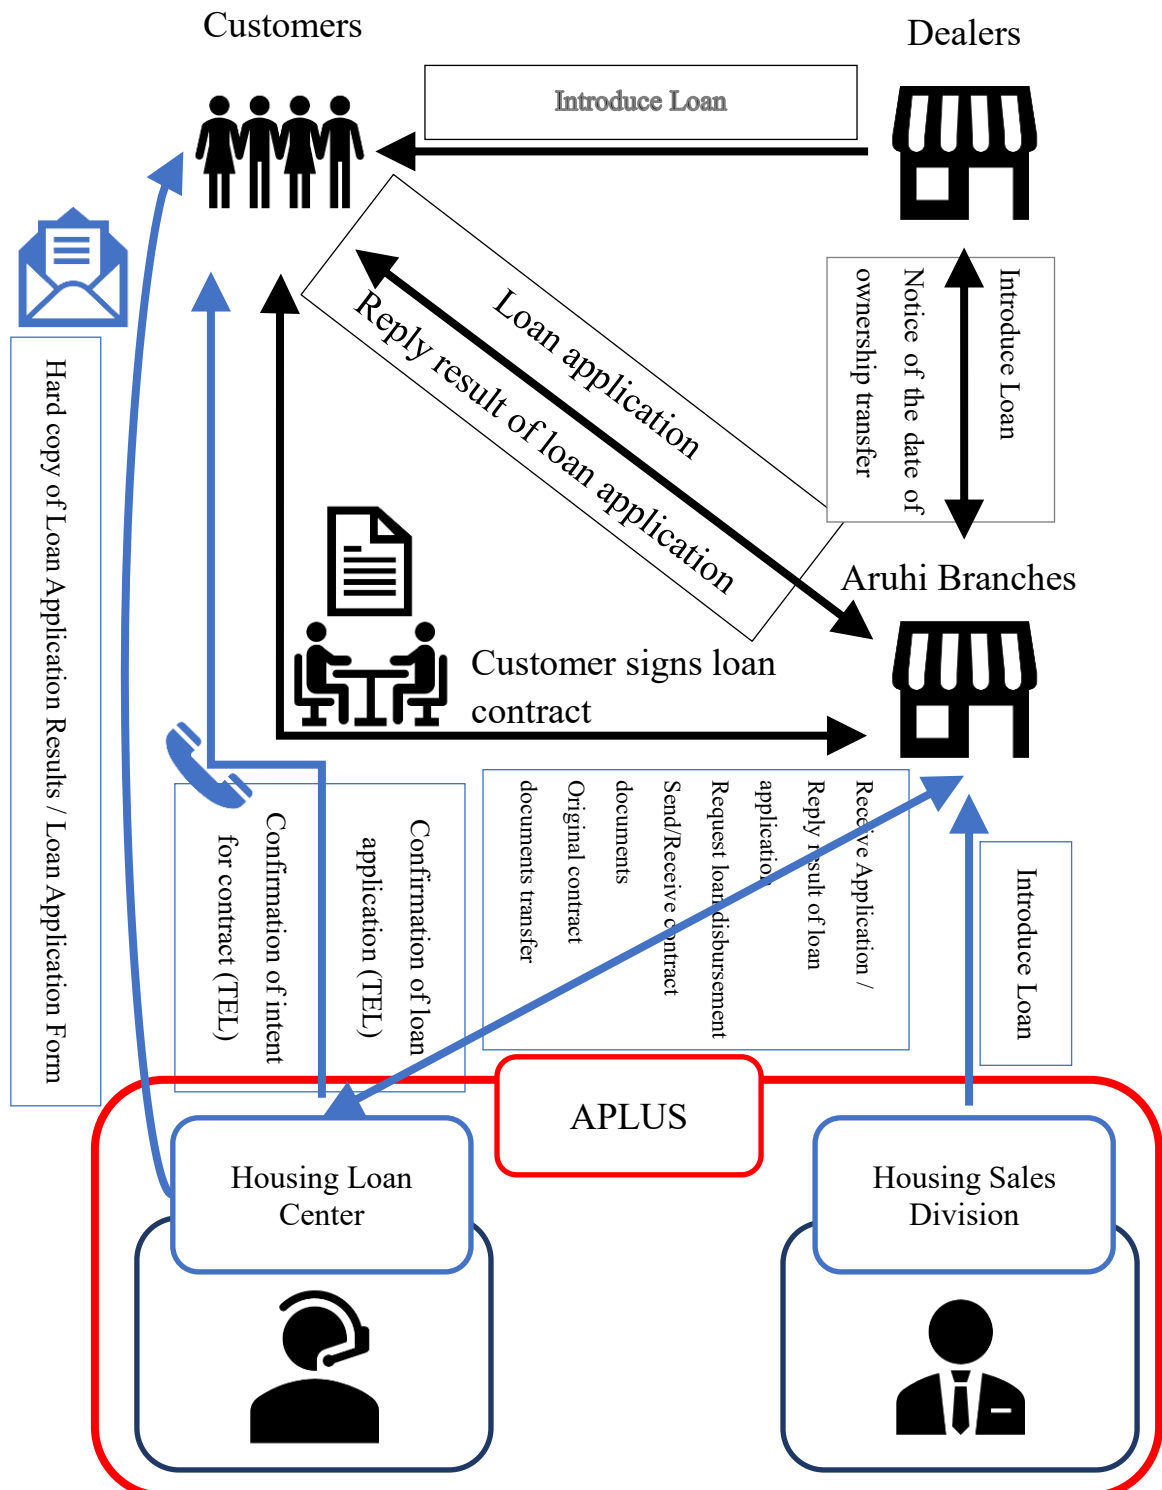 Customers
Dealers
Introduce Loan
Loan application
Reply result of loan application
Introduce Loan
Notice of the date of
ownership transfer
Hard copy of Loan Application Results / Loan Application Form
Aruhi Branches
Customer signs loan
contract
Confirmation of loan
application (TEL)
Confirmation of intent
for contract (TEL)
Receive Application /
Reply result of loan
application
Request loan disbursement
Send/Receive contract
documents
Original contract
documents transfer
Introduce Loan
APLUS
Housing Loan
Center
Housing Sales
Division